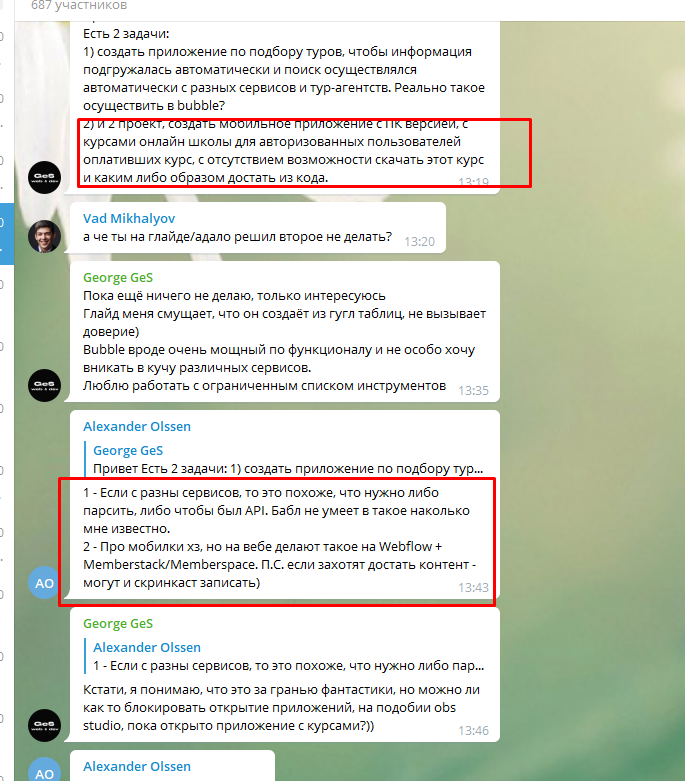 687 участников
Есть 2 задачи:
1) создать приложение по подбору туров, чтобы информация
подгружалась автоматически и поиск осуществлялся
автоматически с разных сервисов и тур-агентств. Реально такое
осуществить в bubble?
2) и 2 проект, создать мобильное приложение с ПК версией, с
курсами онлайн школы для авторизованных пользователей
оплативших курс, с отсутствием возможности скачать этот курс
и каким либо образом достать из кода.
13:19
GeS
web & dev
Vad Mikhalyov
а че ты на глайде/адало решил второе не делать?
13:20
George GeS
Пока ещё ничего не делаю, только интересуюсь
Глайд меня смущает, что он создаёт из гугл таблиц, не вызывает
доверие)
Bubble вроде очень мощный по функционалу и не особо хочу
вникать в кучу различных сервисов.
Люблю работать с ограниченным списком инструментов
13:35
GeS
web & dev
Alexander Olssen
George GeS
Привет Есть 2 задачи: 1) создать приложение по подбору тур...
1 - Если с разны сервисов, то это похоже, что нужно либо
парсить, либо чтобы был API. Бабл не умеет в такое наколько
мне известно.
2 - Про мобилки хз, но на вебе делают такое на Webflow +
Memberstack/Memberspace. П.С. если захотят достать контент -
могут и скринкаст записать)
13:43
AO
George GeS
Alexander Olssen
1 - Если с разны сервисов, то это похоже, что нужно либо пар...
Кстати, я понимаю, что это за гранью фантастики, но можно ли
как то блокировать открытие приложений, на подобии obs
studio, пока открыто приложение с курсами?))
13:46
GeS
web & dev
Alexander Olssen
AO